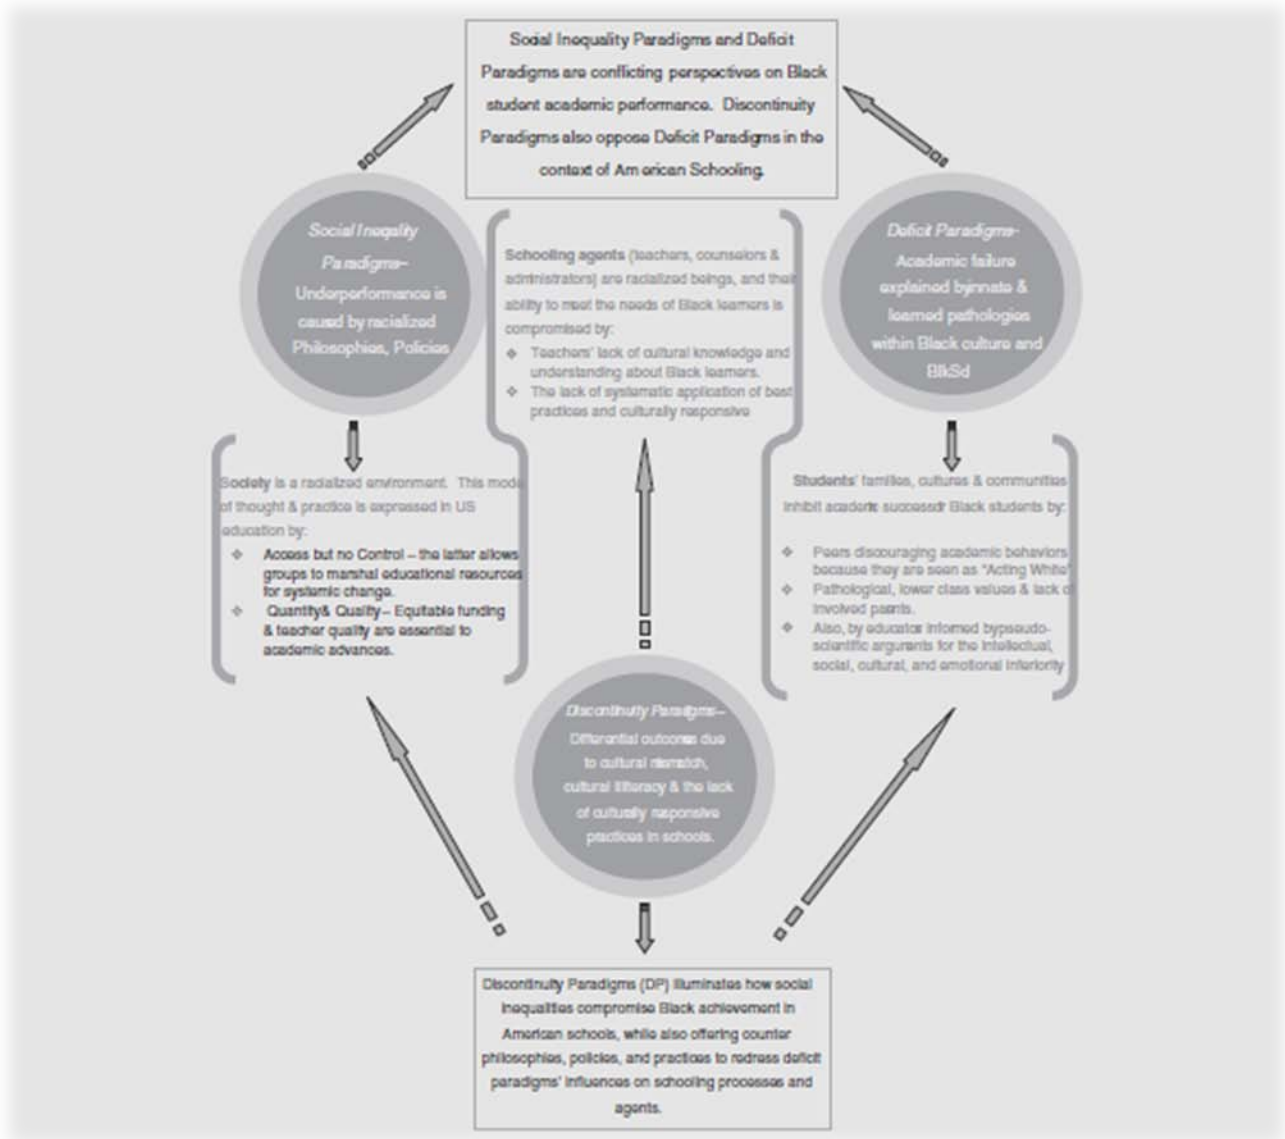 Social Inequality Paradigms and Deficit
Paradigms are conflicting perspectives on Black
student academic performance. Discontinuity
Paradigms also oppose Deficit Paradigms in the
context of American Schooling.
Social Ineqality
Paradigms–
Underperformance is
caused by racialized
Philosophies, Policies
Schooling agents (teachers, counselors &
administrators) are racialized beings, and their
ability to meet the needs of Black learners is
compromised by:
❖ Teachers' lack of cultural knowledge and
understanding about Black learners.
❖ The lack of systematic application of best
practices and culturally responsive
Deficit Paradigms-
Academic failure
explained byinnate &
learned pathologies
within Black culture and
BlkSd
Society is a racialized environment. This mode
of thought & practice is expressed in US
education by:
❖ Access but no Control – the latter allows
groups to marshal educational resources
for systemic change.
❖ Quantity& Quality – Equitable funding
& teacher quality are essential to
academic advances.
Students' families, cultures & communities
inhibit academ successdr Black students by:
❖ Peers discouraging academic behaviors
because they are seen as "Acting White"
❖ Pathological, lower class values & lack of
involved parents.
❖ Also, by educator informed bypseudo-
scientific arguments for the intellectual,
social, cultural, and emotional inferiority
Discontinuity Paradigms–
Differential outcomes due
to cultural mismatch,
cultural illiteracy & the lack
of culturally responsive
practices in schools.
Discontinuity Paradigms (DP) illuminates how social
inequalities compromise Black achievement in
American schools, while also offering counter
philosophies, policies, and practices to redress deficit
paradigms' influences on schooling processes and
agents.